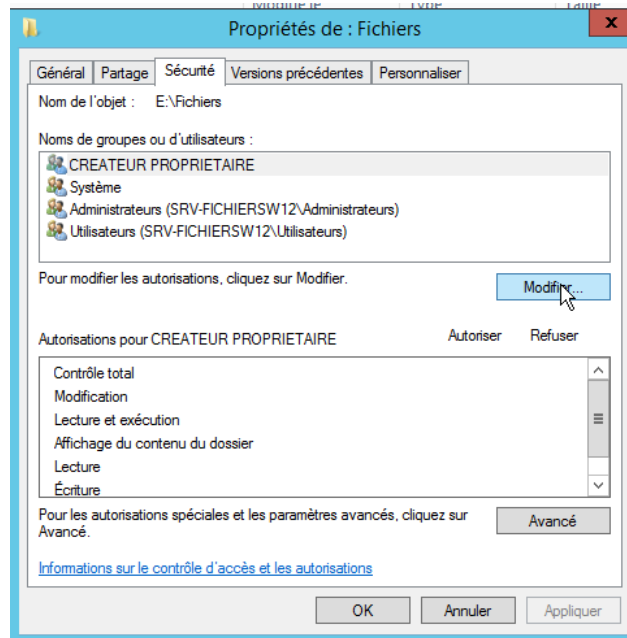 Modifié le Type Taille
Propriétés de : Fichiers
x
Général Partage Sécurité Versions précédentes Personnaliser
Nom de l'objet : E:\Fichiers
Noms de groupes ou d'utilisateurs :
CREATEUR PROPRIETAIRE
Système
Administrateurs (SRV-FICHIERSW12\Administrateurs)
Utilisateurs (SRV-FICHIERSW12\Utilisateurs)
Pour modifier les autorisations, cliquez sur Modifier.
Modifier...
Autorisations pour CREATEUR PROPRIETAIRE Autoriser Refuser
Contrôle total
Modification
Lecture et exécution
Affichage du contenu du dossier
Lecture
Écriture
Pour les autorisations spéciales et les paramètres avancés, cliquez sur
Avancé.
Avancé
Informations sur le contrôle d'accès et les autorisations
OK Annuler Appliquer